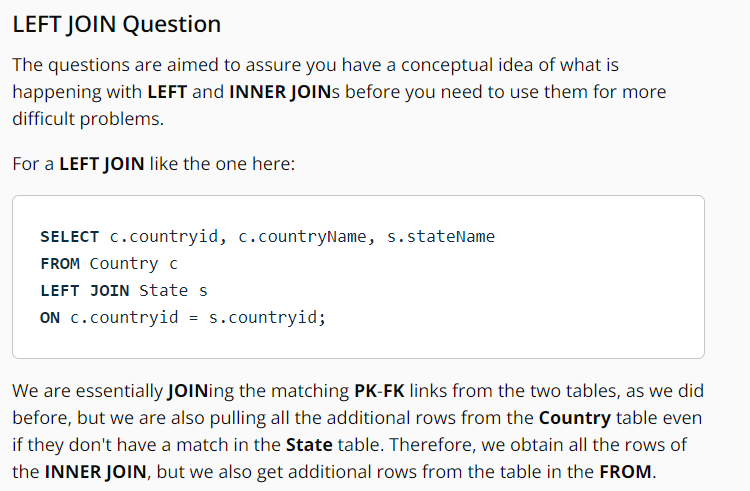 LEFT JOIN Question
The questions are aimed to assure you have a conceptual idea of what is
happening with LEFT and INNER JOINs before you need to use them for more
difficult problems.
For a LEFT JOIN like the one here:
SELECT c.countryid, c.countryName, s.stateName
FROM Country c
LEFT JOIN State s
ON c.countryid = s.countryid;
We are essentially JOINing the matching PK-FK links from the two tables, as we did
before, but we are also pulling all the additional rows from the Country table even
if they don't have a match in the State table. Therefore, we obtain all the rows of
the INNER JOIN, but we also get additional rows from the table in the FROM.